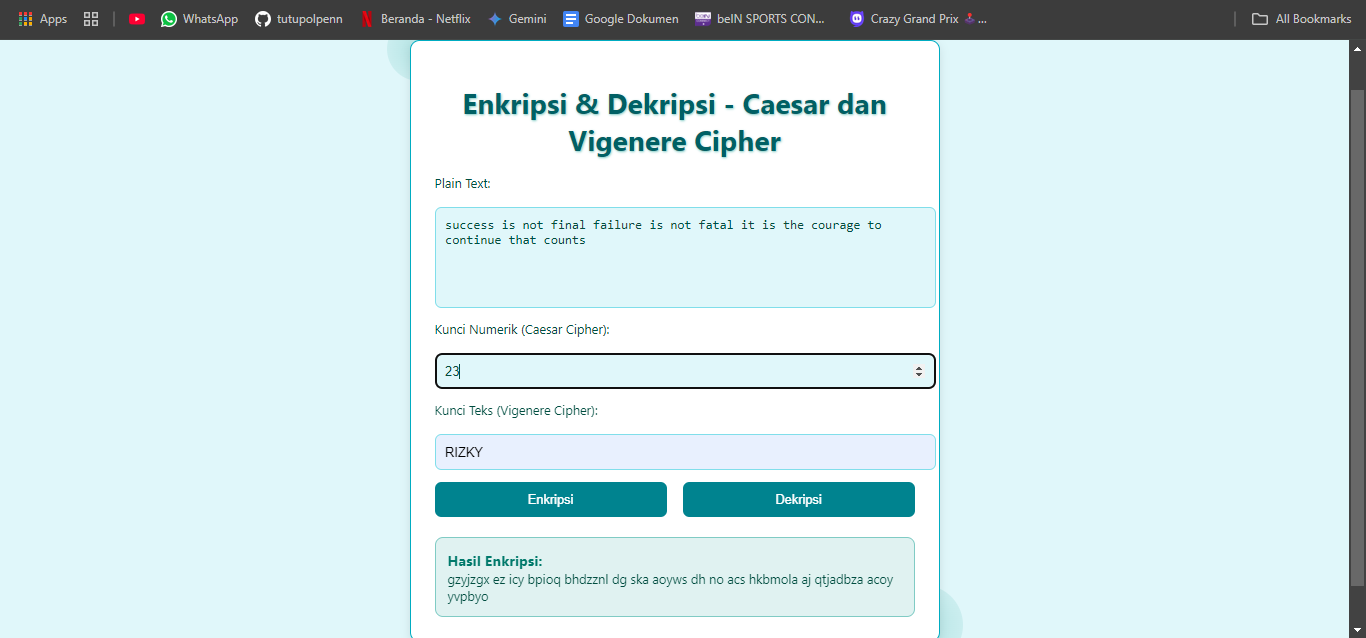 Apps WhatsApp tutupolpenn Beranda - Netflix Gemini Google Dokumen beIN SPORTS CON... Crazy Grand Prix 🕹️ ... All Bookmarks
Enkripsi & Dekripsi - Caesar dan
Vigenere Cipher
Plain Text:
success is not final failure is not fatal it is the courage to
continue that counts
Kunci Numerik (Caesar Cipher):
23
Kunci Teks (Vigenere Cipher):
RIZKY
Enkripsi Dekripsi
Hasil Enkripsi:
gzyjzgx ez icy bpioq bhdzznl dg ska aoyws dh no acs hkbmola aj qtjadbza acoy
yvpbyo